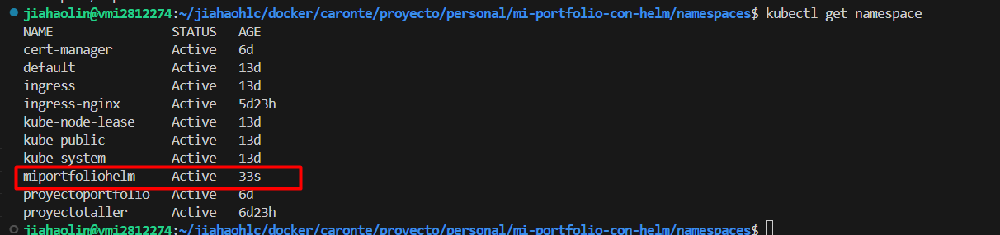 jiahaolin@vmi2812274:~/jiahaohlc/docker/caronte/proyecto/personal/mi-portfolio-con-helm/namespaces$ kubectl get namespace
NAME STATUS AGE
cert-manager Active 6d
default Active 13d
ingress Active 13d
ingress-nginx Active 5d23h
kube-node-lease Active 13d
kube-public Active 13d
kube-system Active 13d
miportfoliohelm Active 33s
proyectoportfolio Active 6d
proyectotaller Active 6d23h
jiahaolin@vmi2812274:~/jiahaohlc/docker/caronte/proyecto/personal/mi-portfolio-con-helm/namespaces$